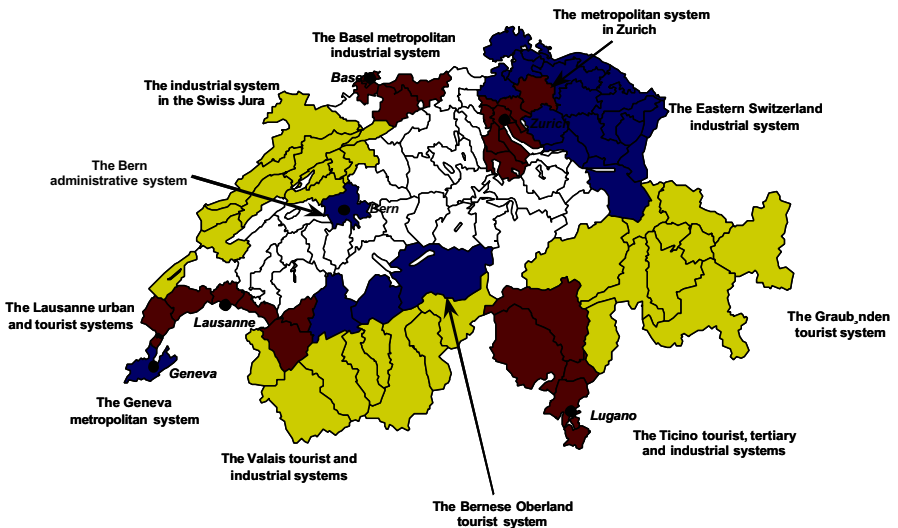 The metropolitan system
in Zurich
The Basel metropolitan
industrial system
Basel
The industrial system
in the Swiss Jura
The Eastern Switzerland
industrial system
Zurich
The Bern
administrative system
Bern
The Lausanne urban
and tourist systems
Lausanne
The Graub¸nden
tourist system
Geneva
The Geneva
metropolitan system
Lugano
The Ticino tourist, tertiary
and industrial systems
The Valais tourist and
industrial systems
The Bernese Oberland
tourist system